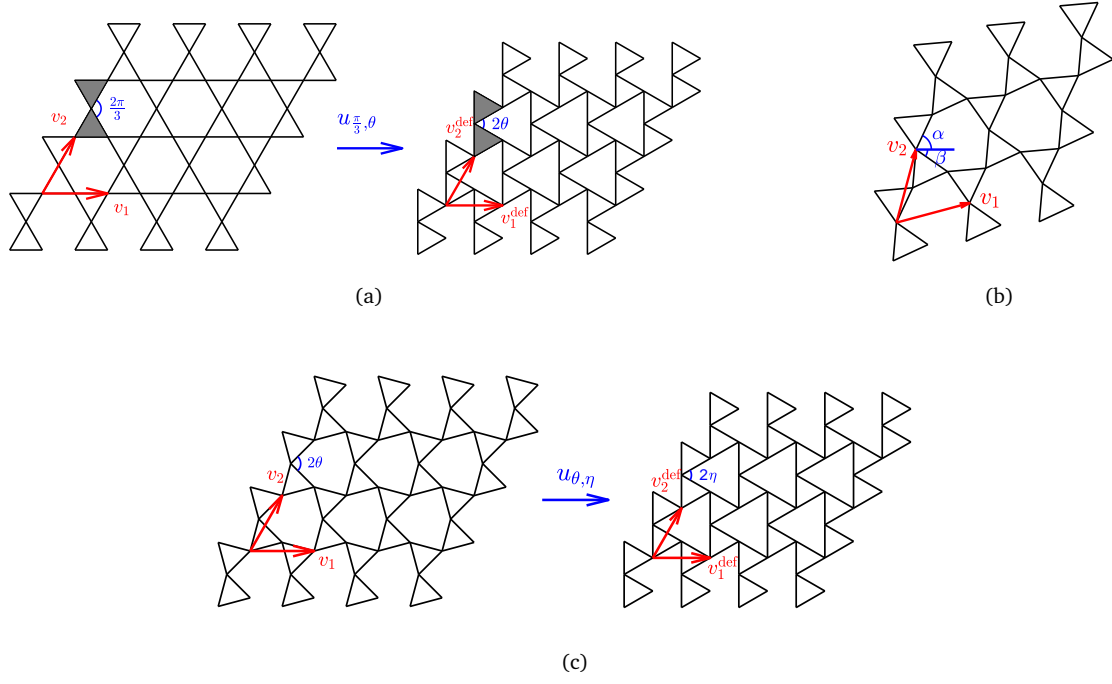 2π/3
v₂
v₁
u_{π/3,θ}
v₂^def
2θ
v₁^def
(a)
α
β
v₂
v₁
(b)
2θ
v₂
v₁
u_{θ,η}
v₂^def
2η
v₁^def
(c)